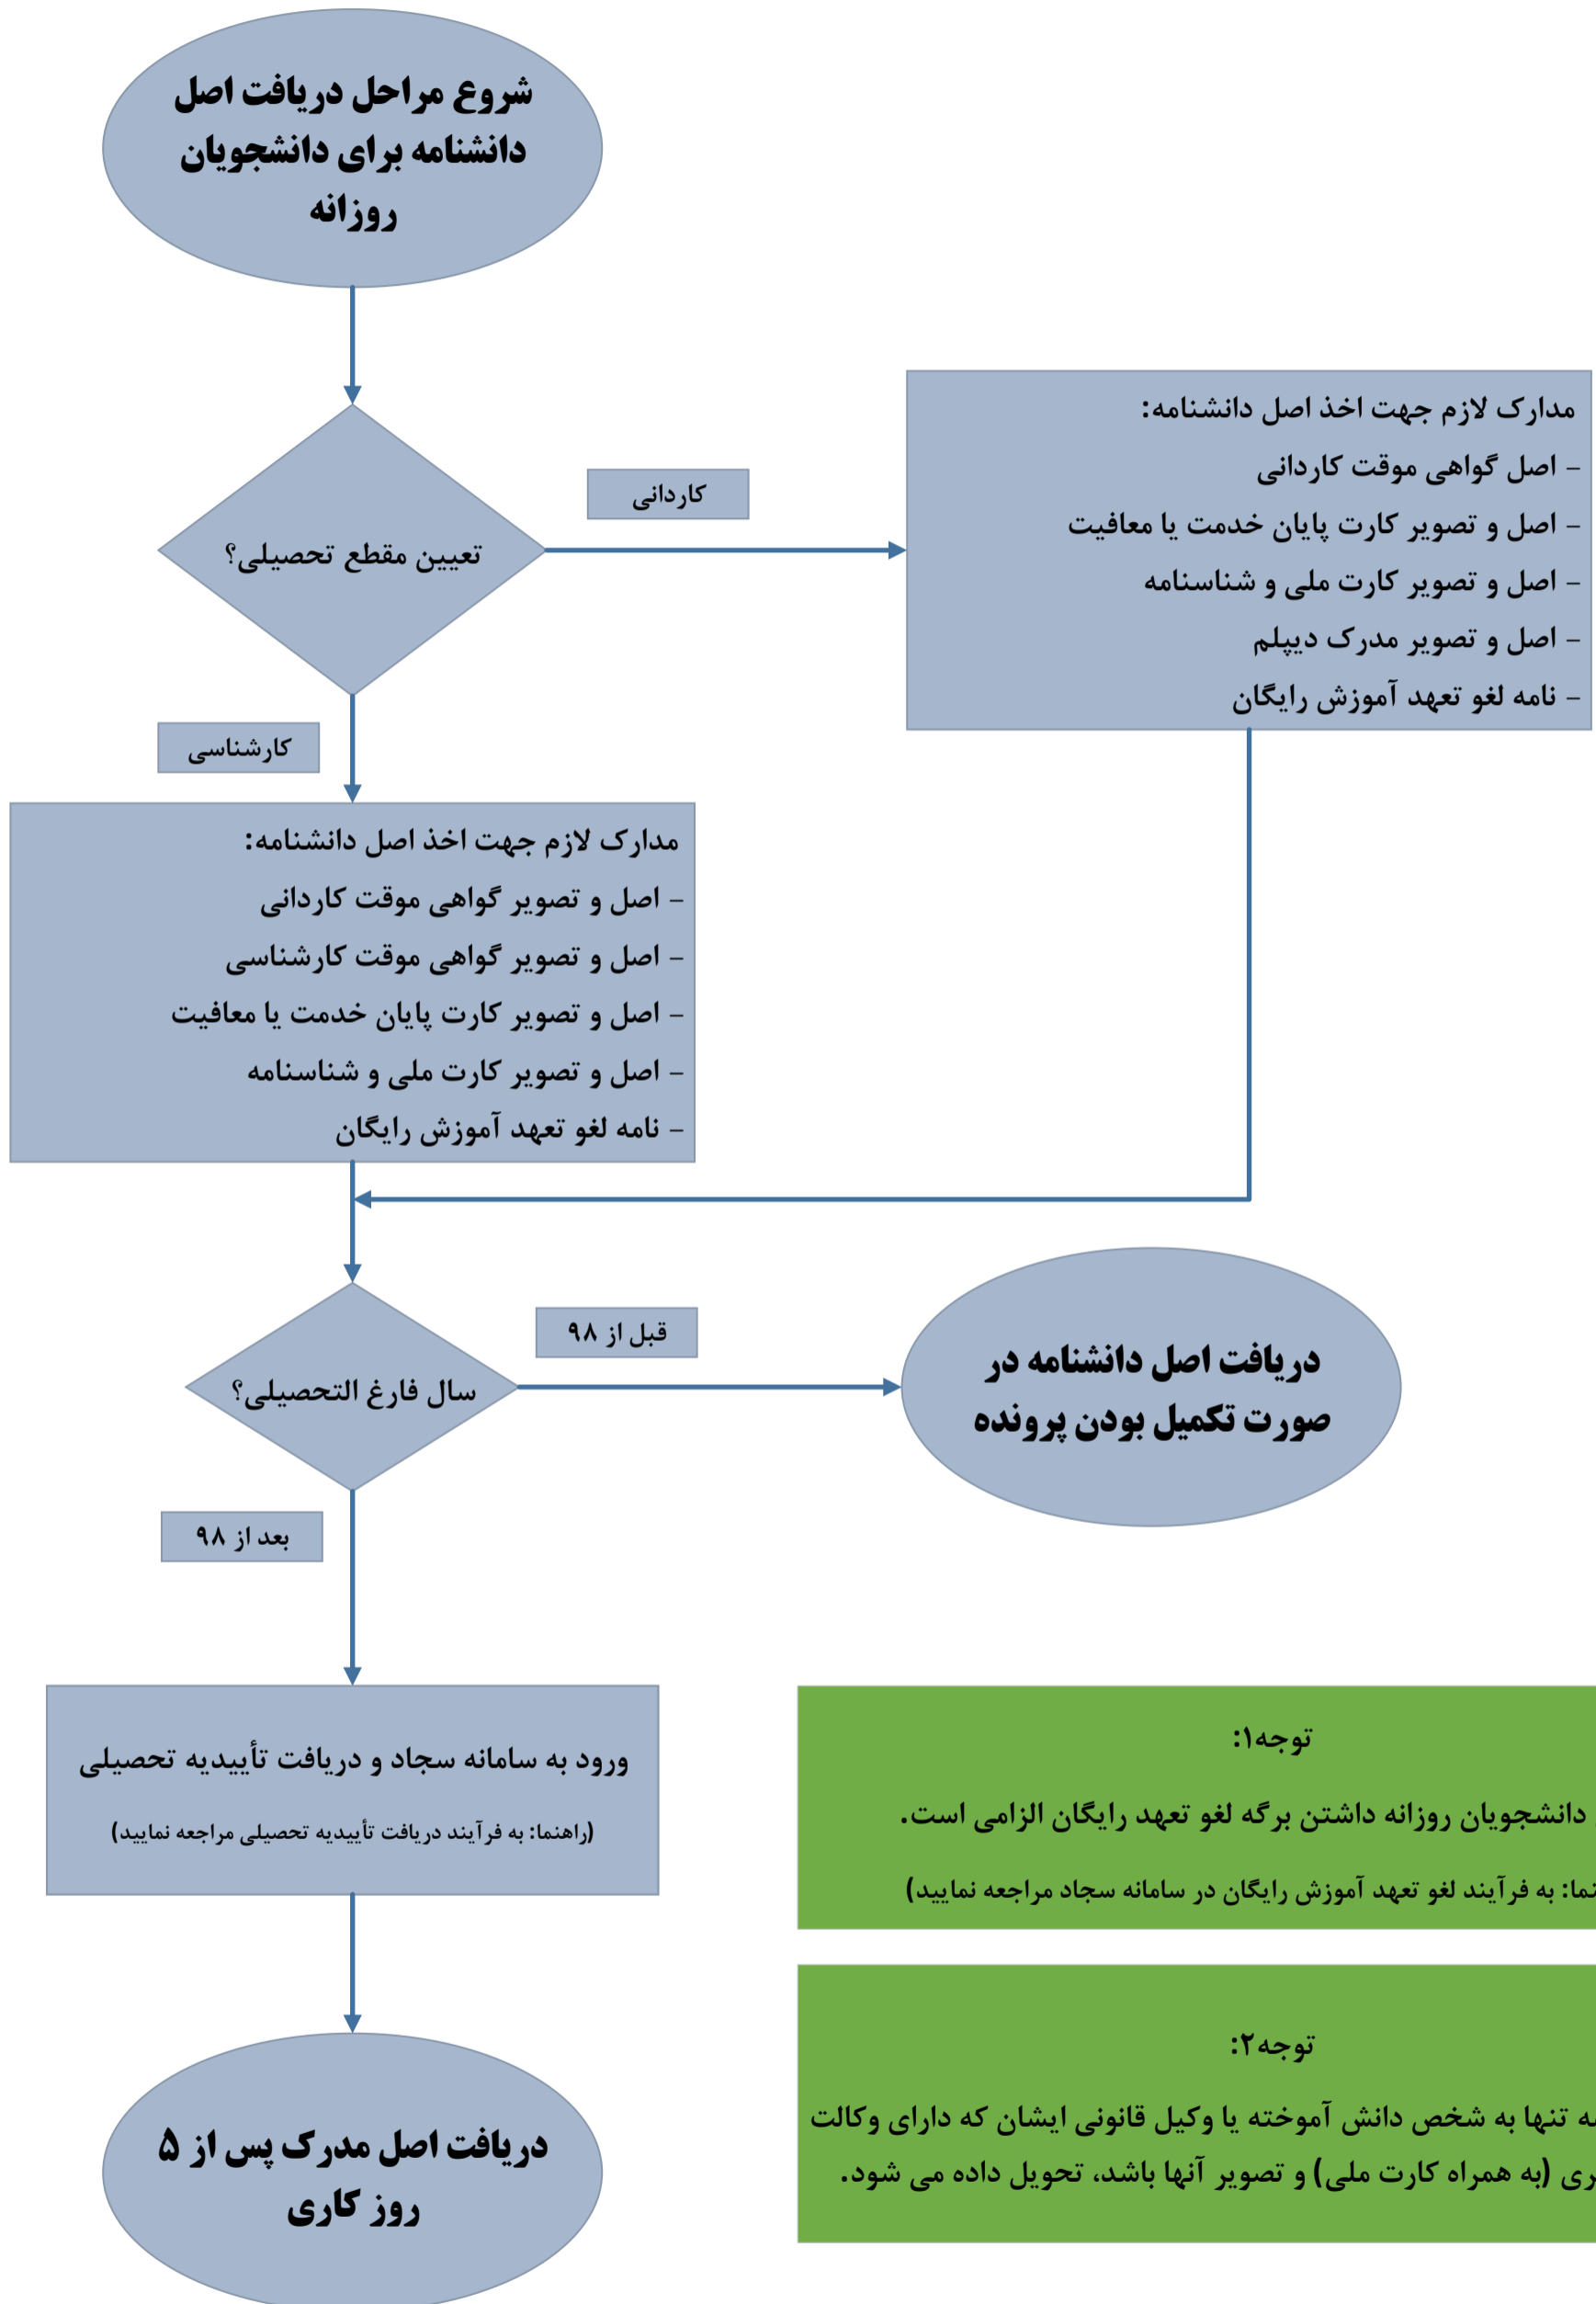 شروع مراحل دریافت اصل
دانشنامه برای دانشجویان
روزانه
تعیین مقطع تحصیلی؟
کاردانی
مدارک لازم جهت اخذ اصل دانشنامه:
- اصل گواهی موقت کاردانی
- اصل و تصویر کارت پایان خدمت یا معافیت
- اصل و تصویر کارت ملی و شناسنامه
- اصل و تصویر مدرک دیپلم
- نامه لغو تعهد آموزش رایگان
کارشناسی
مدارک لازم جهت اخذ اصل دانشنامه:
- اصل و تصویر گواهی موقت کاردانی
- اصل و تصویر گواهی موقت کارشناسی
- اصل و تصویر کارت پایان خدمت یا معافیت
- اصل و تصویر کارت ملی و شناسنامه
- نامه لغو تعهد آموزش رایگان
سال فارغ التحصیلی؟
قبل از ۹۸
دریافت اصل دانشنامه در
صورت تکمیل بودن پرونده
بعد از ۹۸
ورود به سامانه سجاد و دریافت تأییدیه تحصیلی
(راهنما: به فرآیند دریافت تأییدیه تحصیلی مراجعه نمایید)
دریافت اصل مدرک پس از ۵
روز کاری
توجه۱:
دانشجویان روزانه داشتن برگه لغو تعهد رایگان الزامی است.
به فرآیند لغو تعهد آموزش رایگان در سامانه سجاد مراجعه نمایید)
توجه۲:
تنها به شخص دانش آموخته یا وکیل قانونی ایشان که دارای وکالت
(به همراه کارت ملی) و تصویر آنها باشد، تحویل داده می شود.